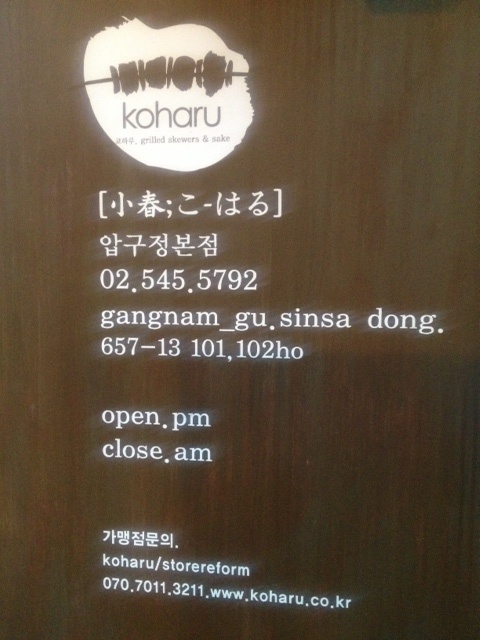 koharu
코하루, grilled skewers & sake
[小春;こ-はる]
압구정본점
02.545.5792
gangnam_gu.sinsa dong.
657-13 101,102ho
open.pm
close.am
가맹점문의.
koharu/storereform
070.7011.3211.www.koharu.co.kr